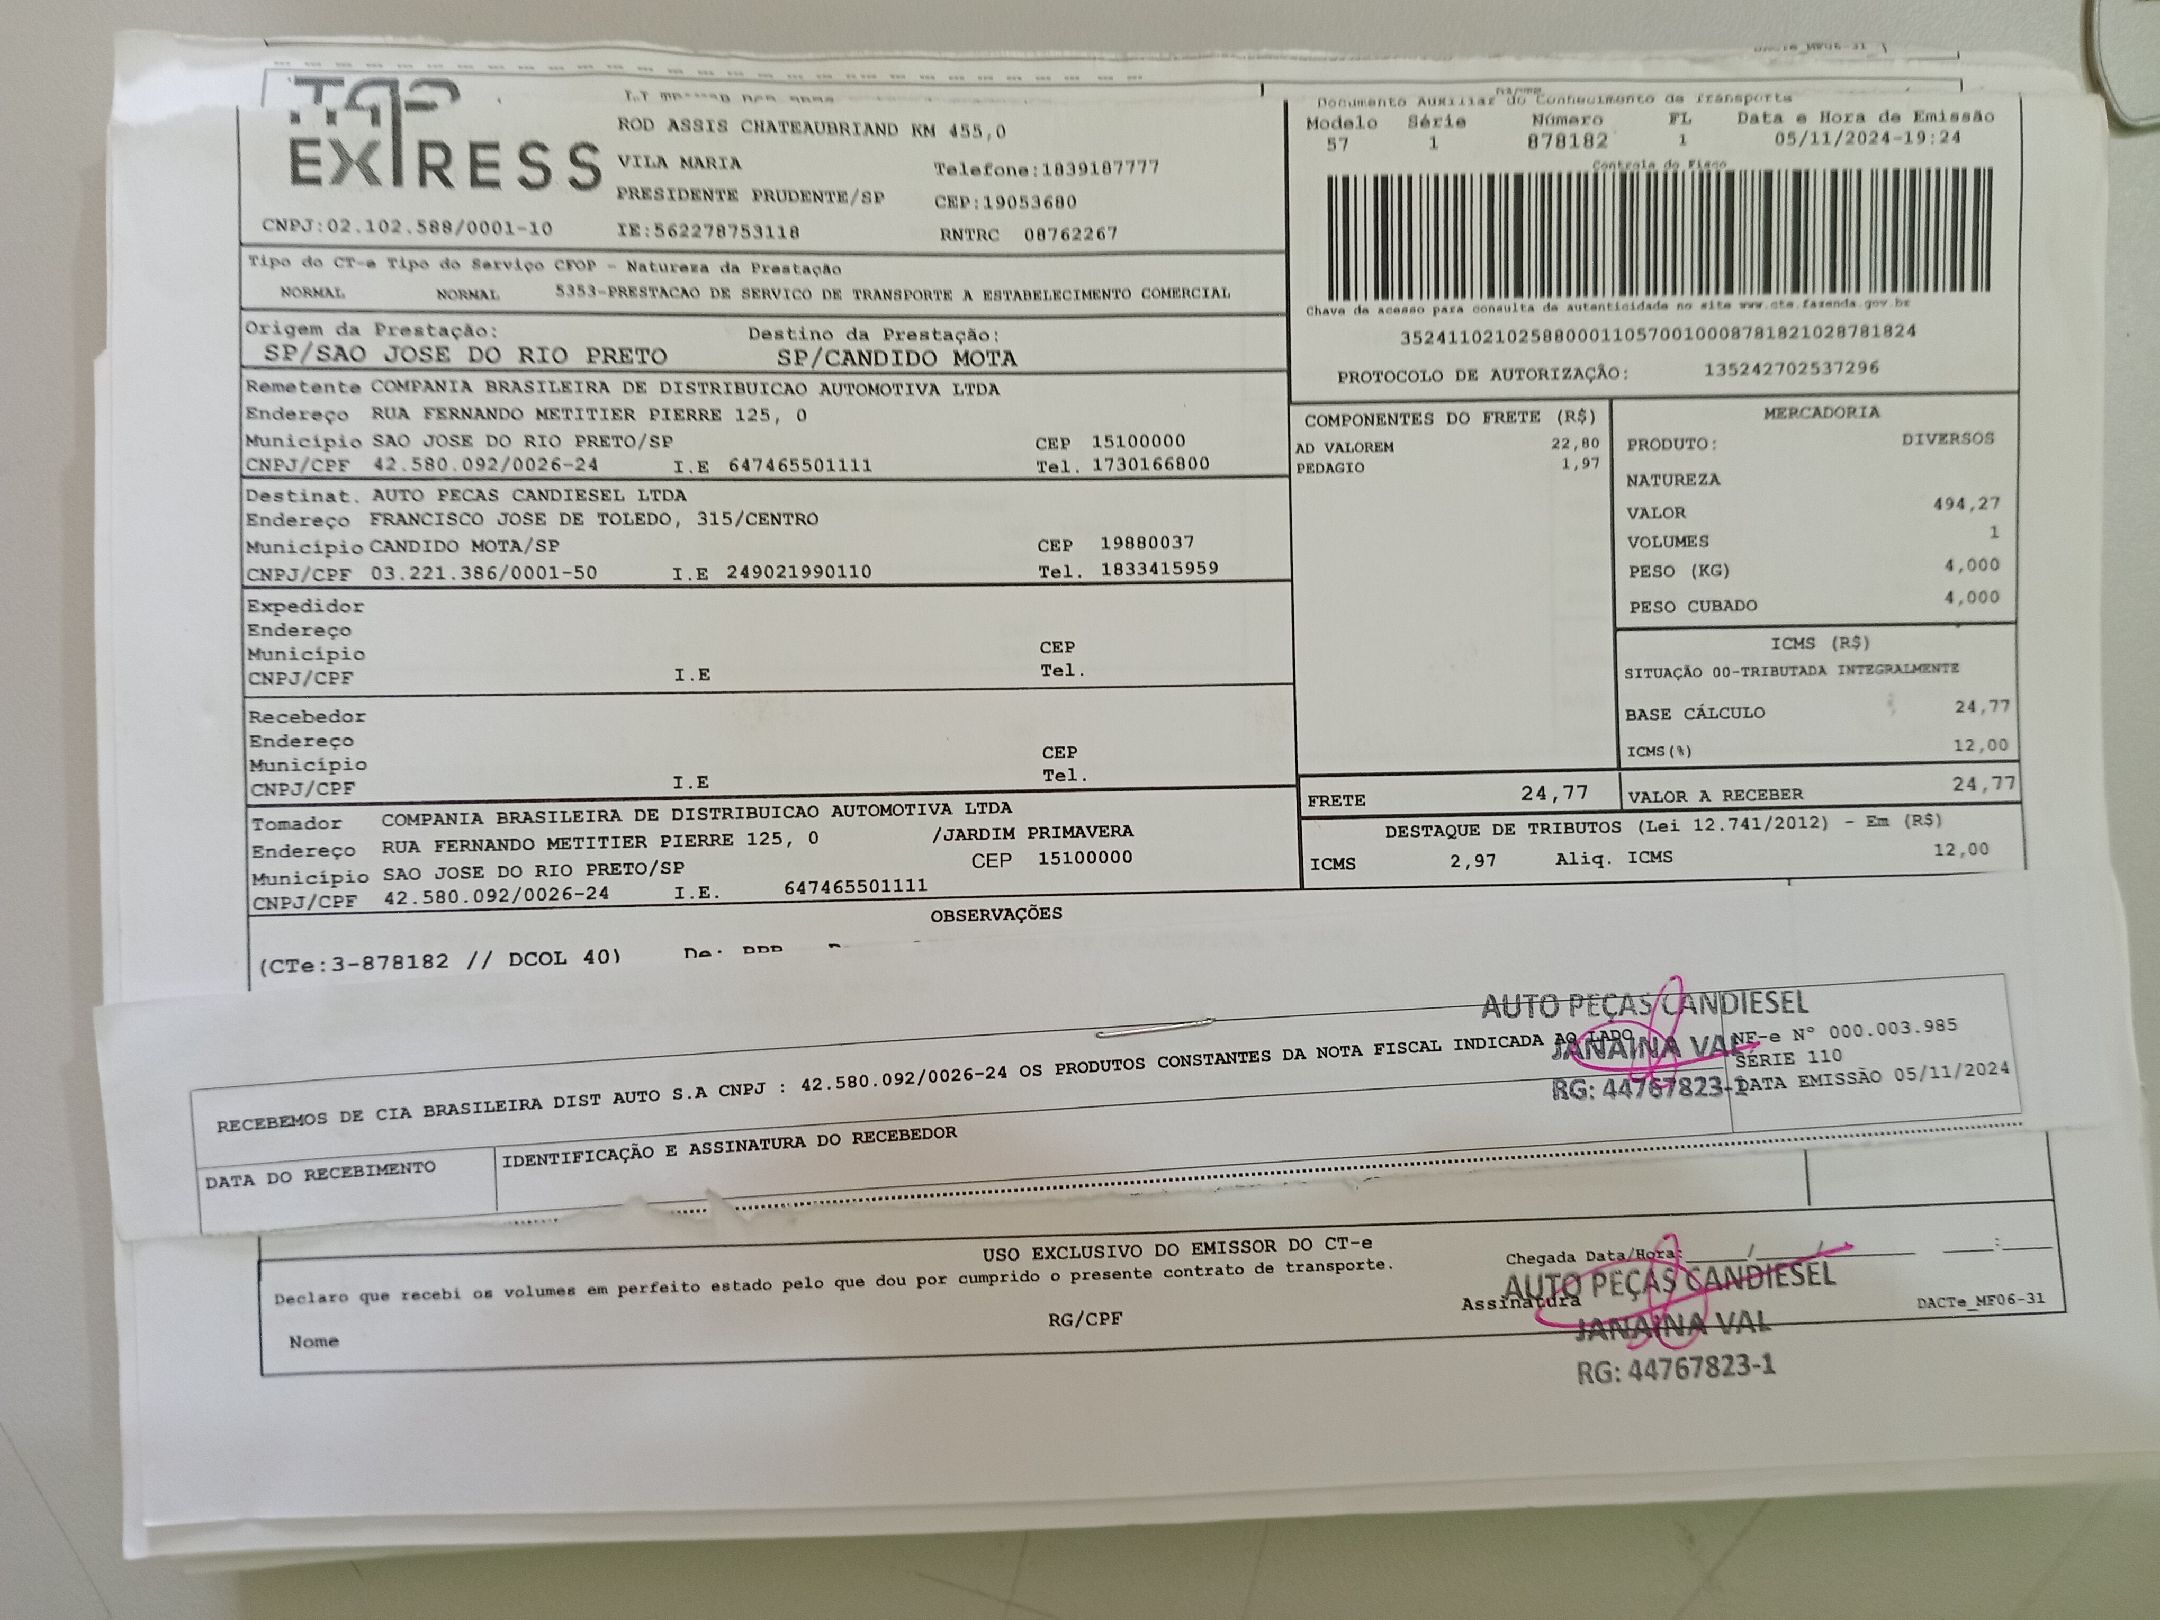 EXPRESS
ROD ASSIS CHATEAUBRIAND KM 455,0
VILA MARIA
Telefone:1839187777
PRESIDENTE PRUDENTE/SP
CEP:19053680
CNPJ:02.102.588/0001-10
IE:562278753118
RNTRC 08762267
Documento Auxiliar do Conhecimento de Transporte
Modelo Série Número FL Data e Hora de Emissão
57 1 878182 1 05/11/2024-19:24
Controle do Fisco
Chave de acesso para consulta de autenticidade no site www.cte.fazenda.gov.br
35241102102588000110570010008781821028781824
PROTOCOLO DE AUTORIZAÇÃO: 135242702537296
Tipo do CT-e Tipo do Serviço CFOP - Natureza da Prestação
NORMAL NORMAL 5353-PRESTACAO DE SERVICO DE TRANSPORTE A ESTABELECIMENTO COMERCIAL
Origem da Prestação: Destino da Prestação:
SP/SAO JOSE DO RIO PRETO SP/CANDIDO MOTA
Remetente COMPANIA BRASILEIRA DE DISTRIBUICAO AUTOMOTIVA LTDA
Endereço RUA FERNANDO METITIER PIERRE 125, 0
Município SAO JOSE DO RIO PRETO/SP CEP 15100000
CNPJ/CPF 42.580.092/0026-24 I.E 647465501111 Tel. 1730166800
Destinat. AUTO PECAS CANDIESEL LTDA
Endereço FRANCISCO JOSE DE TOLEDO, 315/CENTRO
Município CANDIDO MOTA/SP CEP 19880037
CNPJ/CPF 03.221.386/0001-50 I.E 249021990110 Tel. 1833415959
Expedidor
Endereço
Município CEP
CNPJ/CPF I.E Tel.
Recebedor
Endereço
Município CEP
CNPJ/CPF I.E Tel.
Tomador COMPANIA BRASILEIRA DE DISTRIBUICAO AUTOMOTIVA LTDA
Endereço RUA FERNANDO METITIER PIERRE 125, 0 /JARDIM PRIMAVERA
Município SAO JOSE DO RIO PRETO/SP CEP 15100000
CNPJ/CPF 42.580.092/0026-24 I.E. 647465501111
COMPONENTES DO FRETE (R$)
AD VALOREM 22,80
PEDAGIO 1,97
MERCADORIA
PRODUTO: DIVERSOS
NATUREZA
VALOR 494,27
VOLUMES 1
PESO (KG) 4,000
PESO CUBADO 4,000
ICMS (R$)
SITUAÇÃO 00-TRIBUTADA INTEGRALMENTE
BASE CÁLCULO 24,77
ICMS(%) 12,00
FRETE 24,77 VALOR A RECEBER 24,77
DESTAQUE DE TRIBUTOS (Lei 12.741/2012) - Em (R$)
ICMS 2,97 Aliq. ICMS 12,00
OBSERVAÇÕES
(CTe:3-878182 // DCOL 40)
RECEBEMOS DE CIA BRASILEIRA DIST AUTO S.A CNPJ : 42.580.092/0026-24 OS PRODUTOS CONSTANTES DA NOTA FISCAL INDICADA AO LADO
NF-e Nº 000.003.985
SÉRIE 110
DATA EMISSÃO 05/11/2024
AUTO PEÇAS CANDIESEL
JANAINA VAL
RG: 44767823-1
DATA DO RECEBIMENTO
IDENTIFICAÇÃO E ASSINATURA DO RECEBEDOR
USO EXCLUSIVO DO EMISSOR DO CT-e
Declaro que recebi os volumes em perfeito estado pelo que dou por cumprido o presente contrato de transporte.
Nome
RG/CPF
Chegada Data/Hora: ____/____/____ ____:____
Assinatura
AUTO PEÇAS CANDIESEL
JANAINA VAL
RG: 44767823-1
DACTe_MF06-31